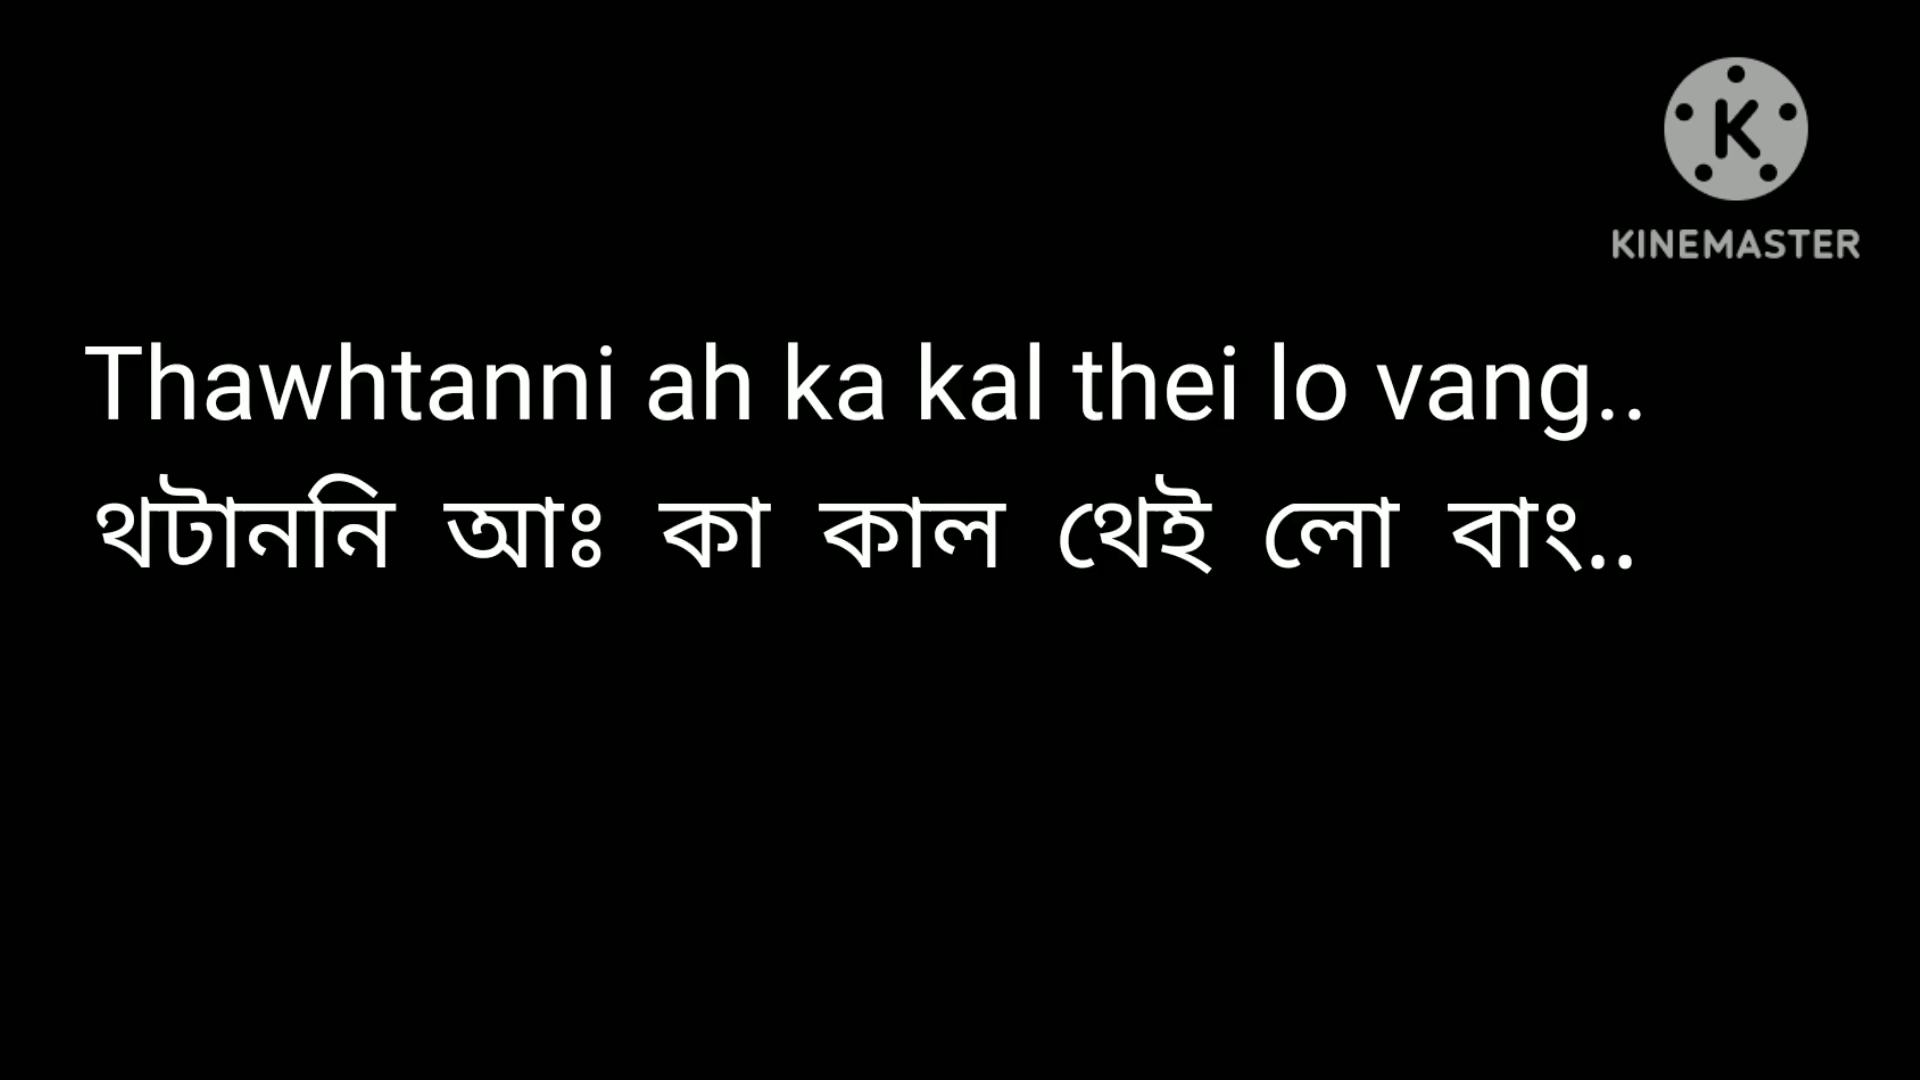 KINEMASTER
Thawhtanni ah ka kal thei lo vang..
থটাননি আঃ কা কাল থেই লো বাং..